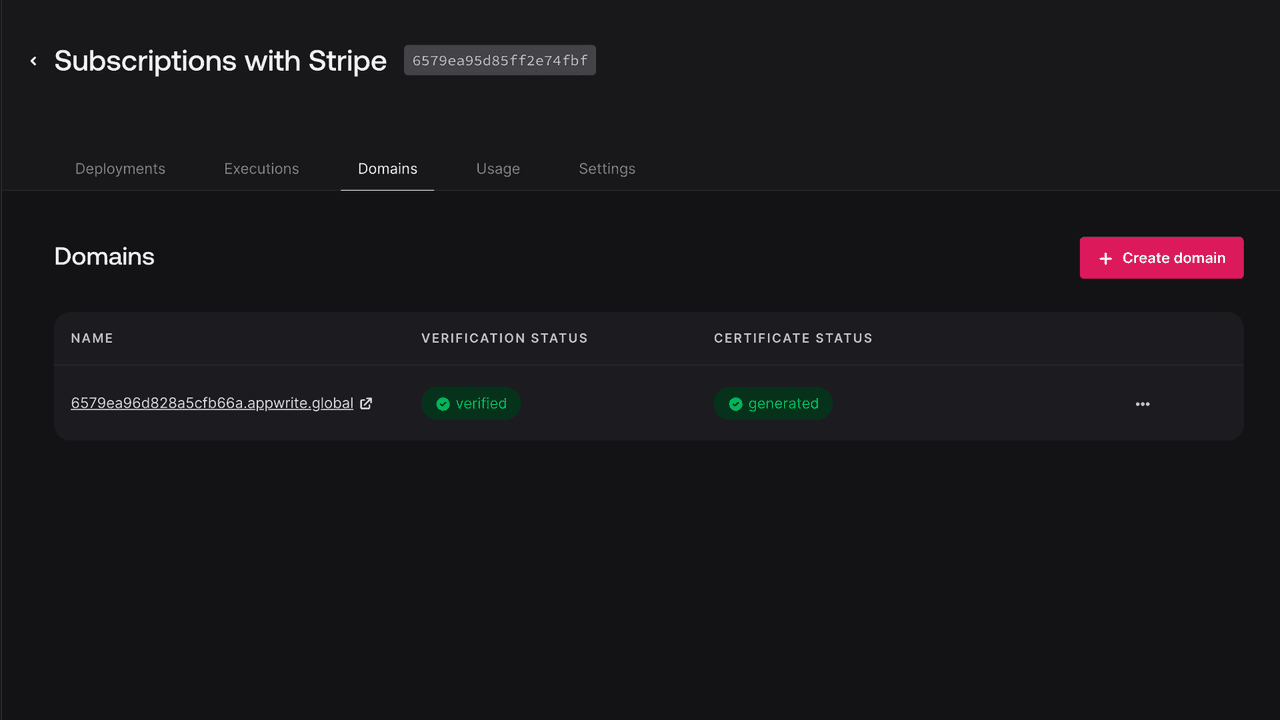 Subscriptions with Stripe 6579ea95d85ff2e74fbf
Deployments Executions Domains Usage Settings
Domains
Create domain
NAME VERIFICATION STATUS CERTIFICATE STATUS
6579ea96d828a5cfb66a.appwrite.global verified generated